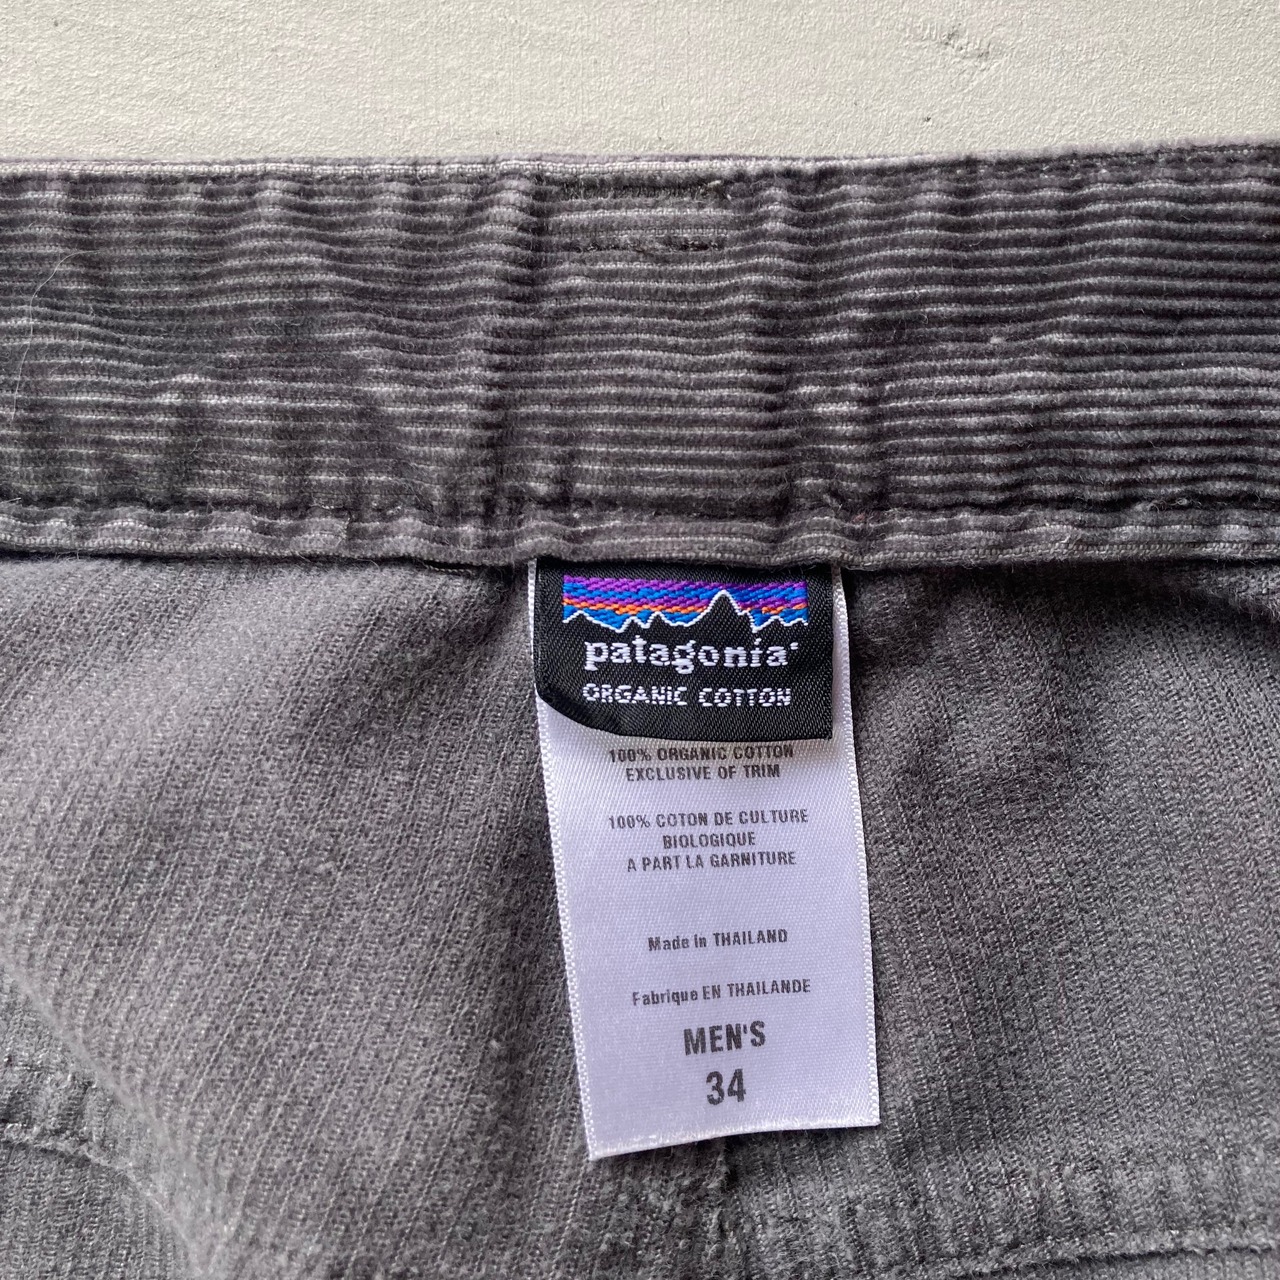 patagonia®
ORGANIC COTTON
100% ORGANIC COTTON
EXCLUSIVE OF TRIM
100% COTON DE CULTURE
BIOLOGIQUE
A PART LA GARNITURE
Made in THAILAND
Fabrique EN THAILANDE
MEN'S
34